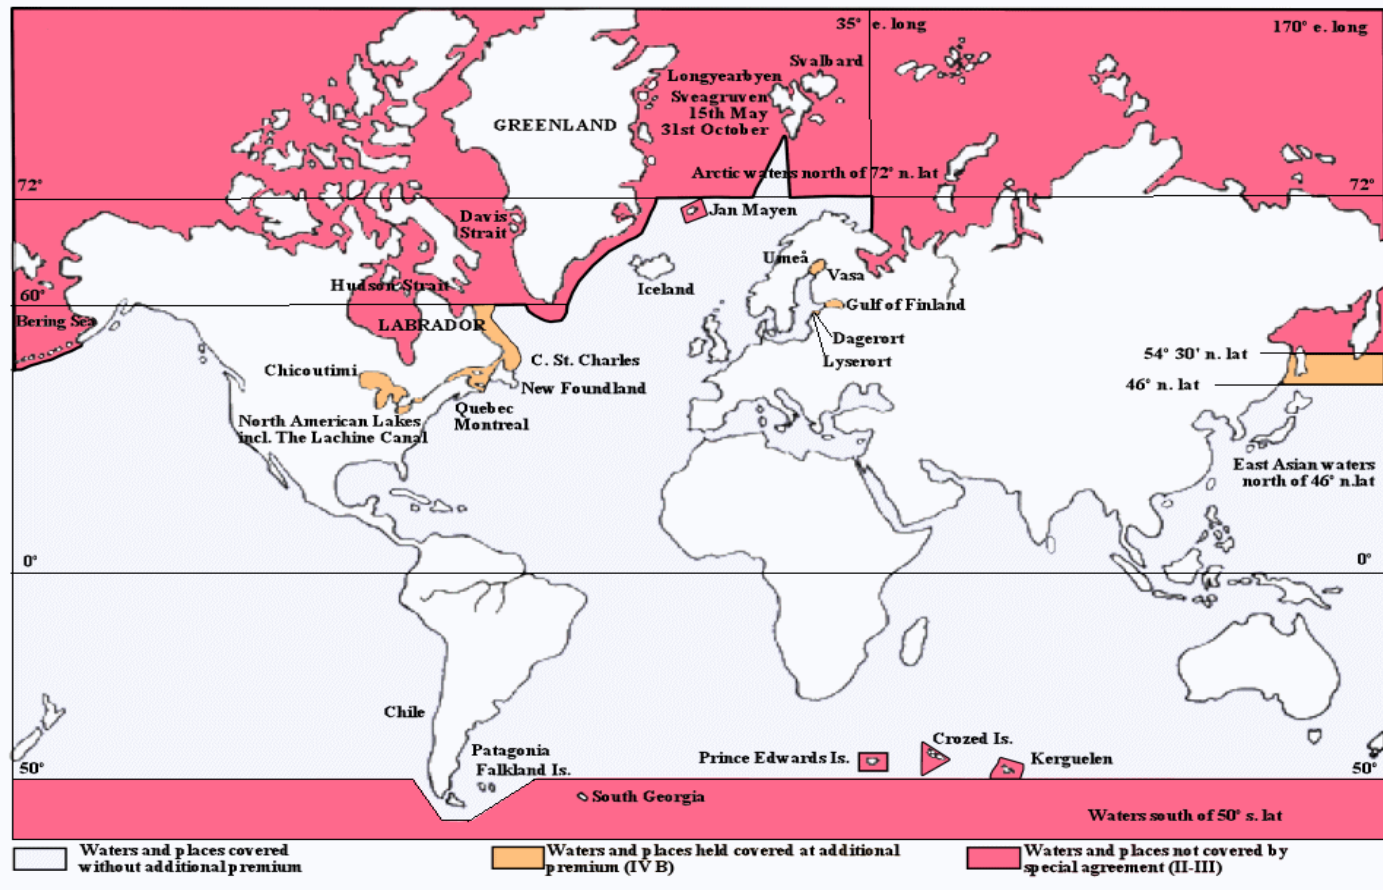 35° e. long
170° e. long
Svalbard
Longyearbyen
Sveagruven
15th May
31st October
GREENLAND
Arctic waters north of 72° n. lat
72°
72°
Jan Mayen
Davis
Strait
Umeå
Vasa
Iceland
Hudson Strait
60°
Gulf of Finland
Bering Sea
LABRADOR
Dagerort
Lyserort
54° 30' n. lat
C. St. Charles
Chicoutimi
46° n. lat
New Foundland
Quebec
Montreal
North American Lakes
incl. The Lachine Canal
East Asian waters
north of 46° n.lat
0°
0°
Chile
Patagonia
Falkland Is.
Prince Edwards Is.
Crozed Is.
Kerguelen
50°
50°
South Georgia
Waters south of 50° s. lat
Waters and places covered
without additional premium
Waters and places held covered at additional
premium (IV B)
Waters and places not covered by
special agreement (II-III)